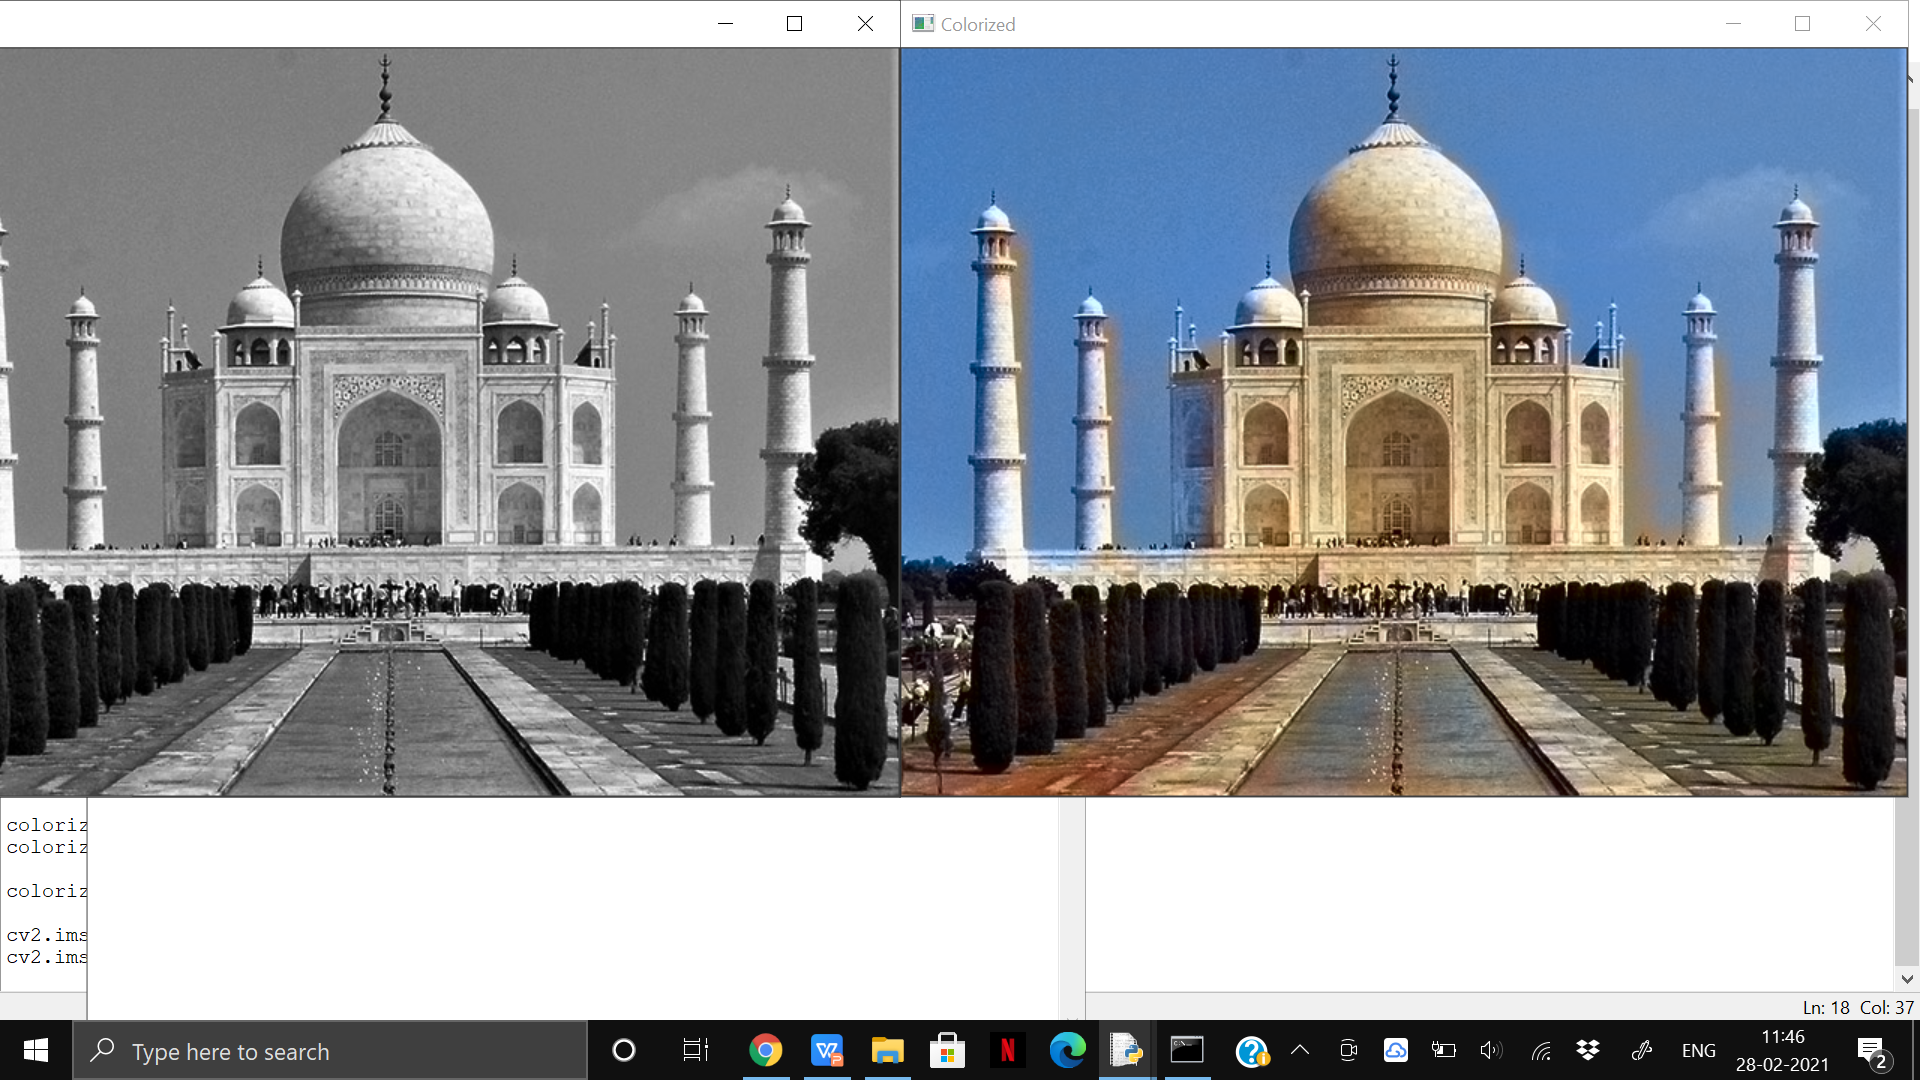 Colorized
coloriz
coloriz
coloriz
cv2.ims
cv2.ims
Ln: 18 Col: 37
Type here to search
ENG
11:46
28-02-2021
2